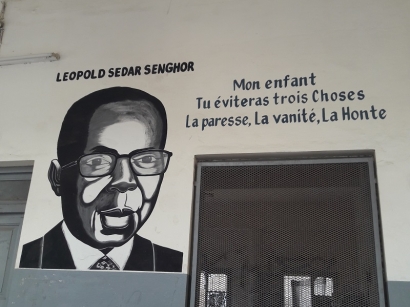 LEOPOLD SEDAR SENGHOR
Mon enfant
Tu éviteras trois Choses
La paresse, La vanité, La Honte